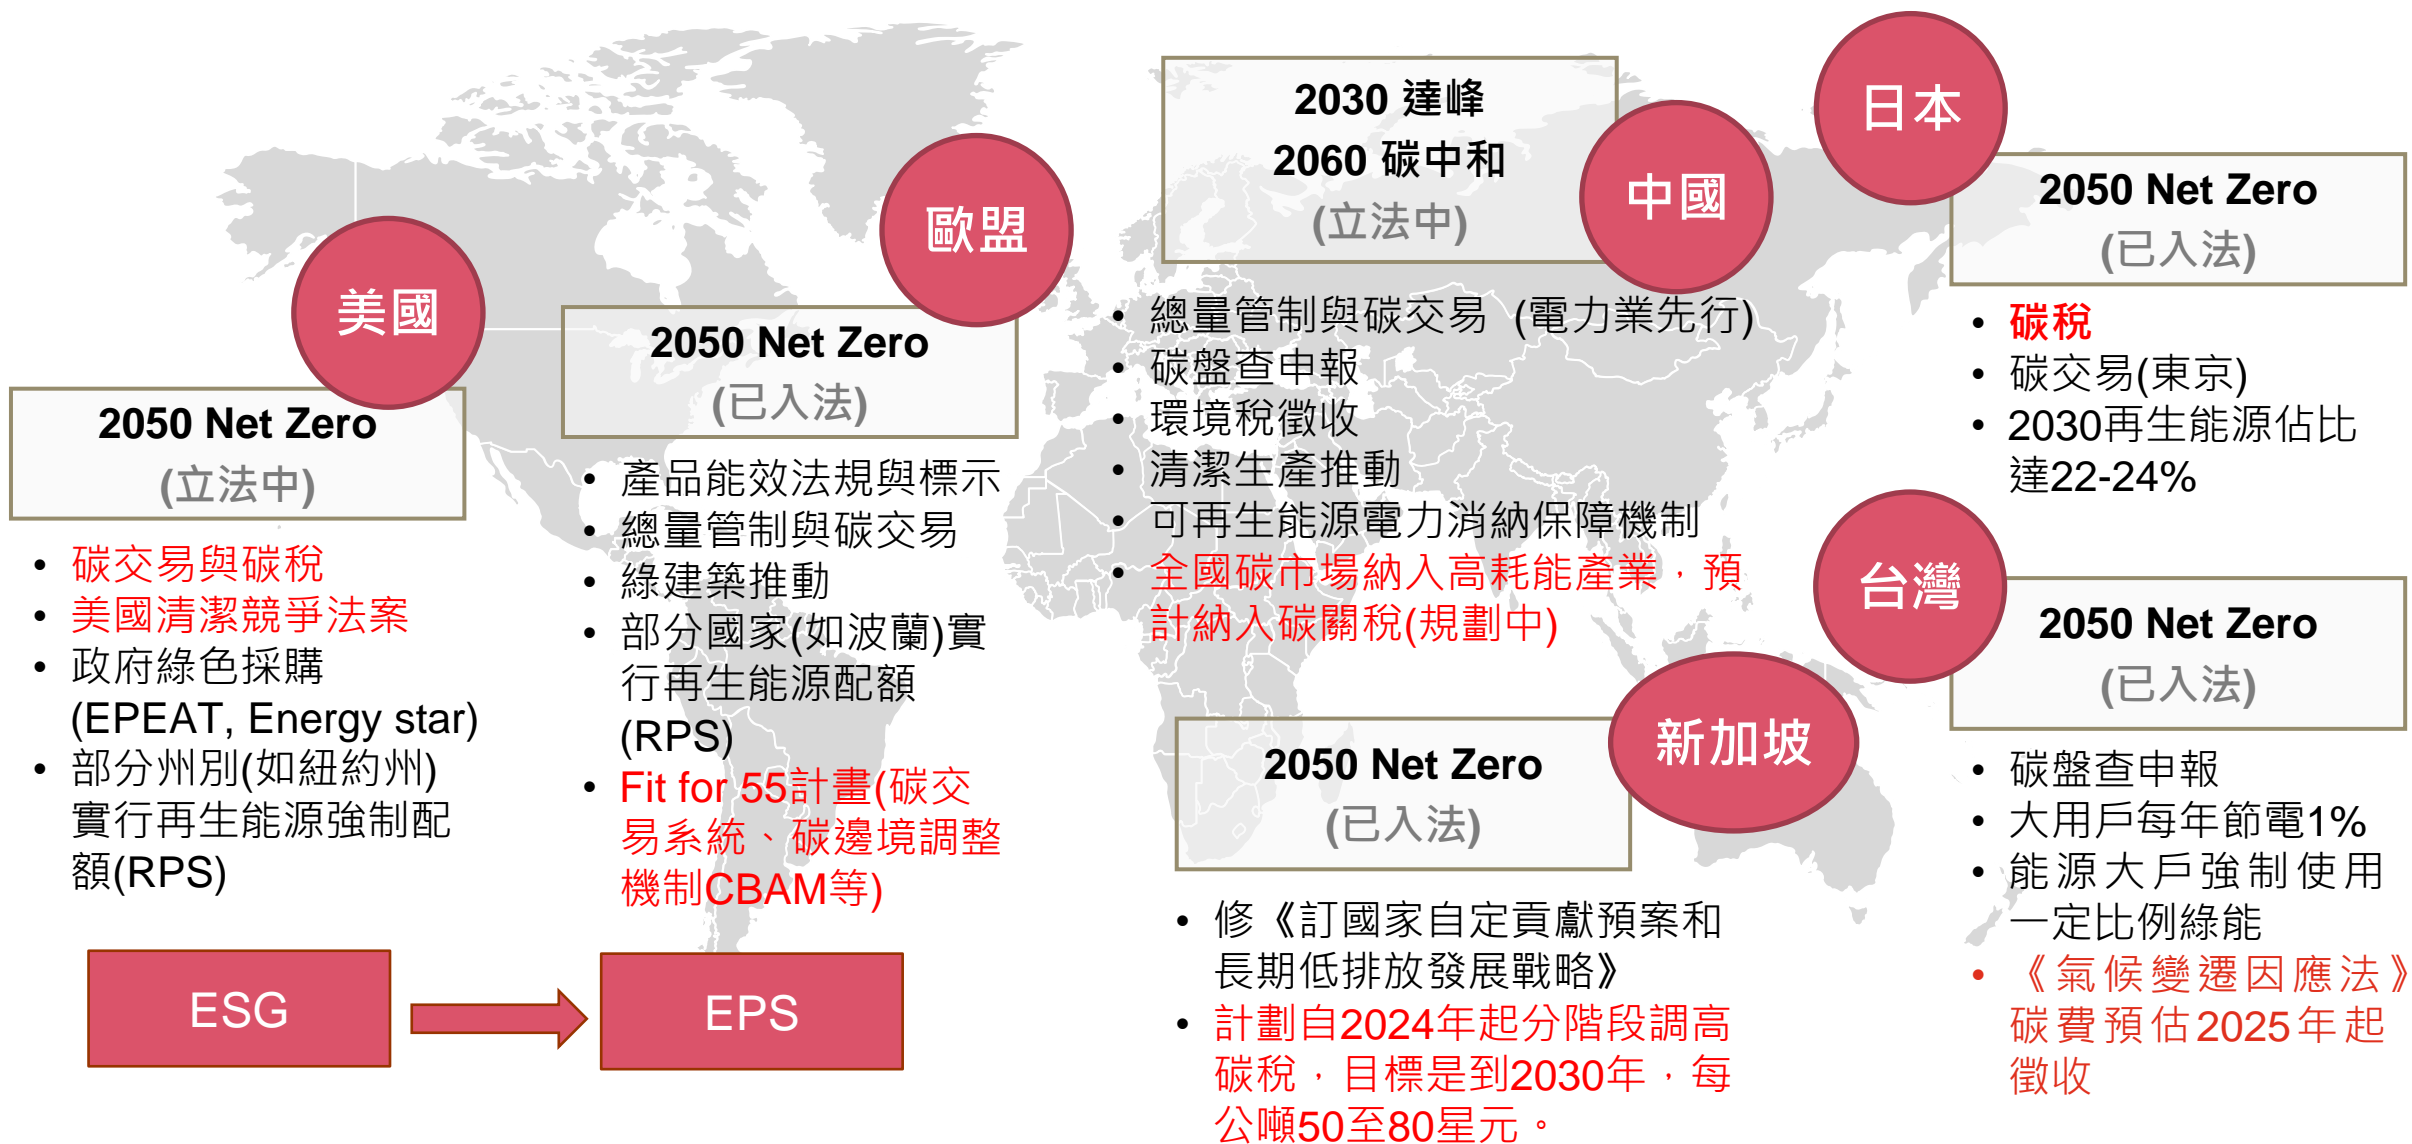 美國
2050 Net Zero
(立法中)
• 碳交易與碳稅
• 美國清潔競爭法案
• 政府綠色採購
(EPEAT, Energy star)
• 部分州別(如紐約州)
實行再生能源強制配
額(RPS)
歐盟
2050 Net Zero
(已入法)
• 產品能效法規與標示
• 總量管制與碳交易
• 綠建築推動
• 部分國家(如波蘭)實
行再生能源配額
(RPS)
• Fit for 55計畫(碳交
易系統、碳邊境調整
機制CBAM等)
ESG
EPS
2030 達峰
2060 碳中和
(立法中)
中國
• 總量管制與碳交易 (電力業先行)
• 碳盤查申報
• 環境稅徵收
• 清潔生產推動
• 可再生能源電力消納保障機制
• 全國碳市場納入高耗能產業，預
計納入碳關稅(規劃中)
新加坡
2050 Net Zero
(已入法)
• 修《訂國家自定貢獻預案和
長期低排放發展戰略》
• 計劃自2024年起分階段調高
碳稅，目標是到2030年，每
公噸50至80星元。
日本
2050 Net Zero
(已入法)
• 碳稅
• 碳交易(東京)
• 2030再生能源佔比
達22-24%
台灣
2050 Net Zero
(已入法)
• 碳盤查申報
• 大用戶每年節電1%
• 能源大戶強制使用
一定比例綠能
• 《氣候變遷因應法》
碳費預估2025年起
徵收